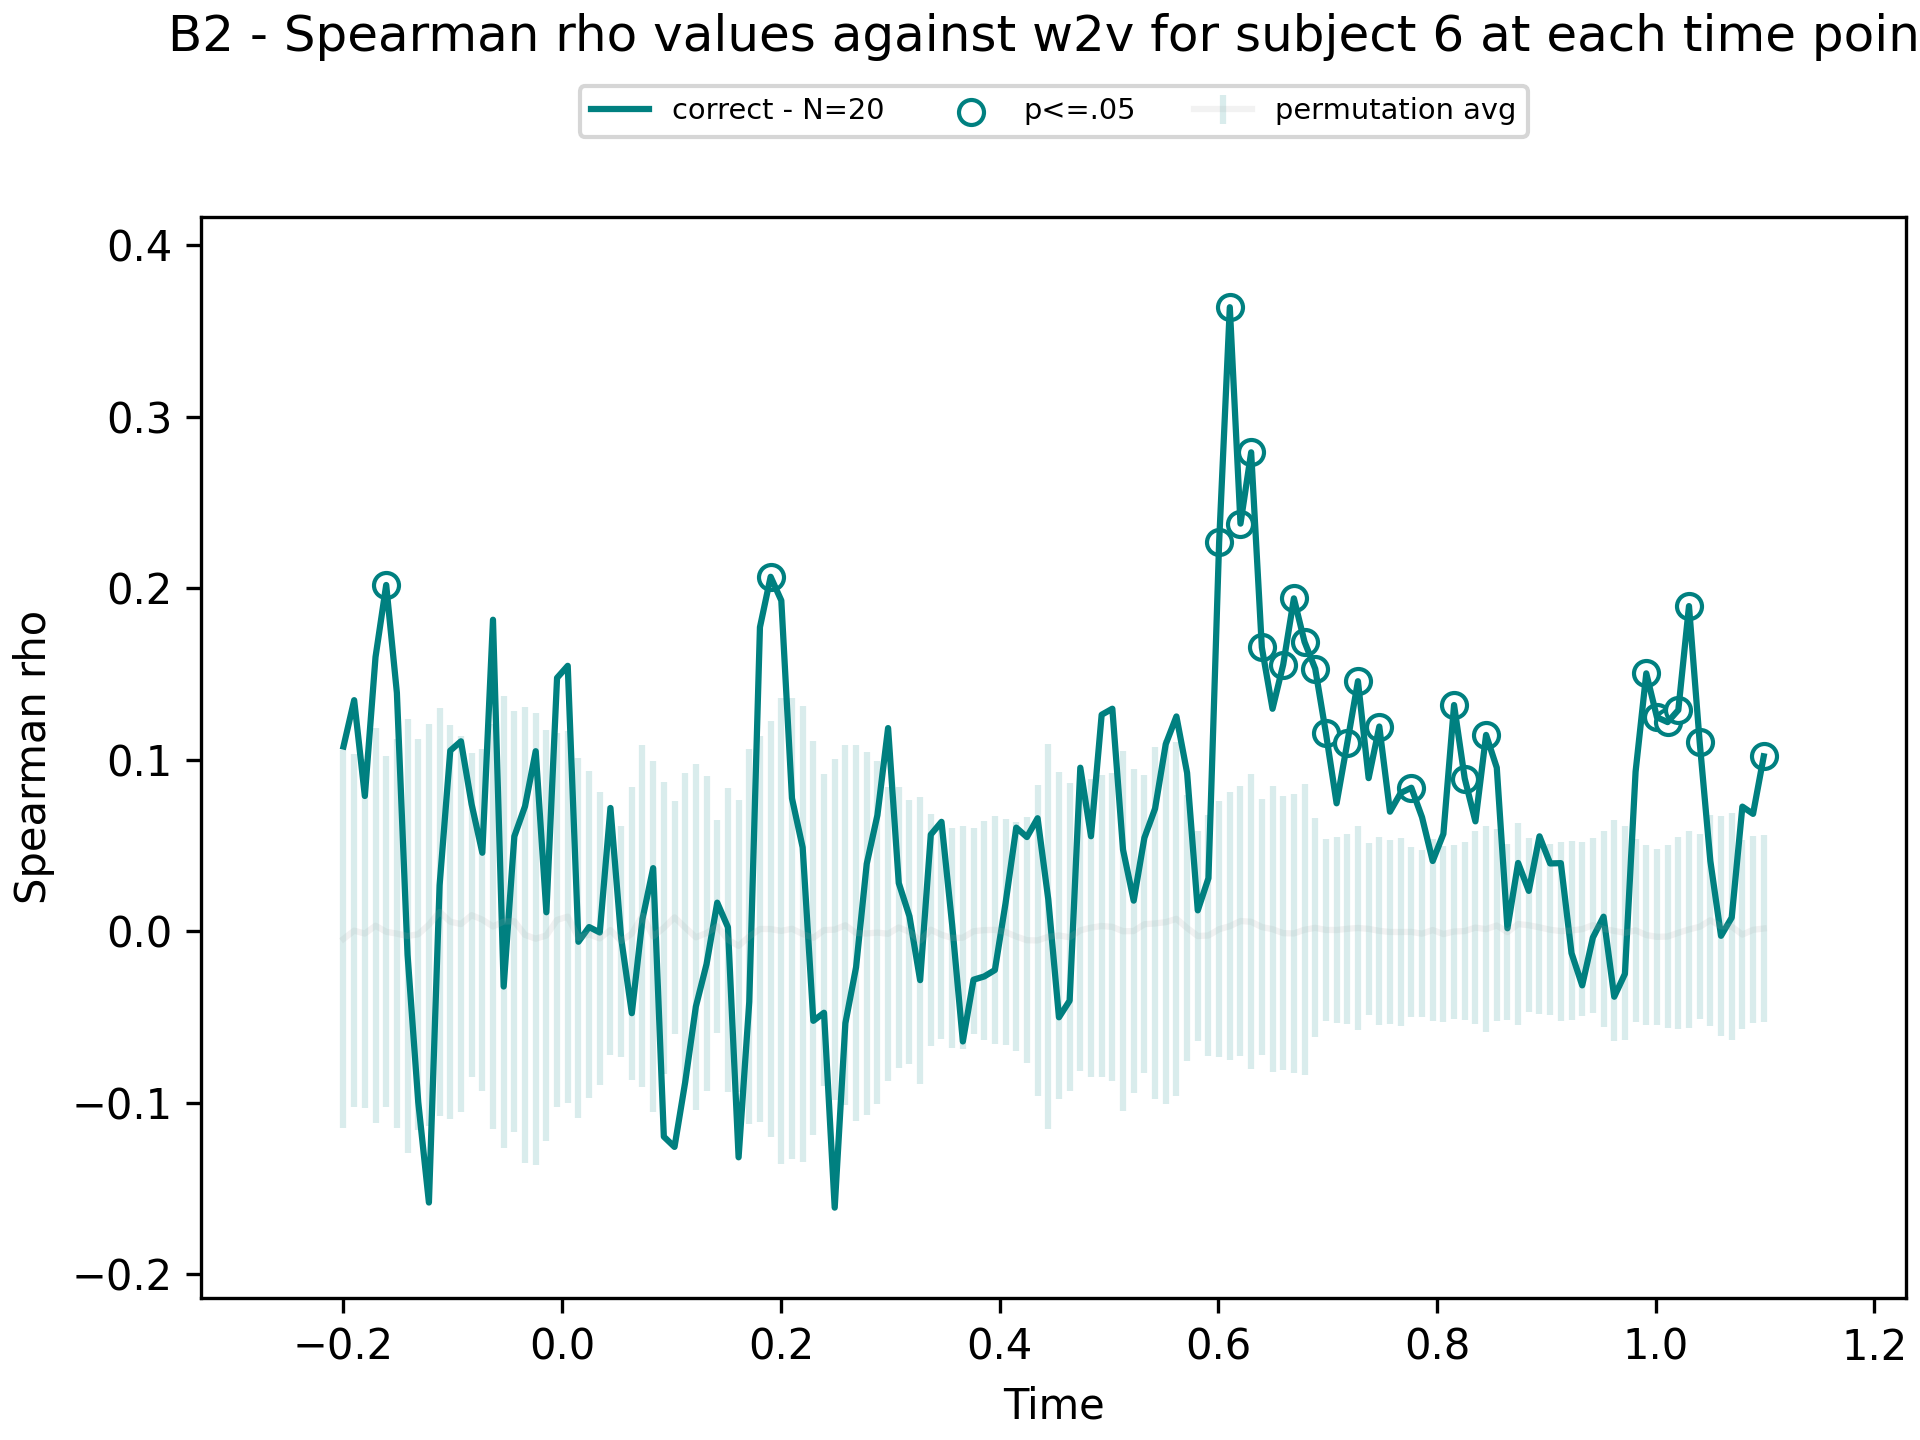 B2 - Spearman rho values against w2v for subject 6 at each time poin
correct - N=20 p<=.05 permutation avg
0.4
0.3
0.2
0.1
0.0
−0.1
−0.2
Spearman rho
−0.2 0.0 0.2 0.4 0.6 0.8 1.0 1.2
Time